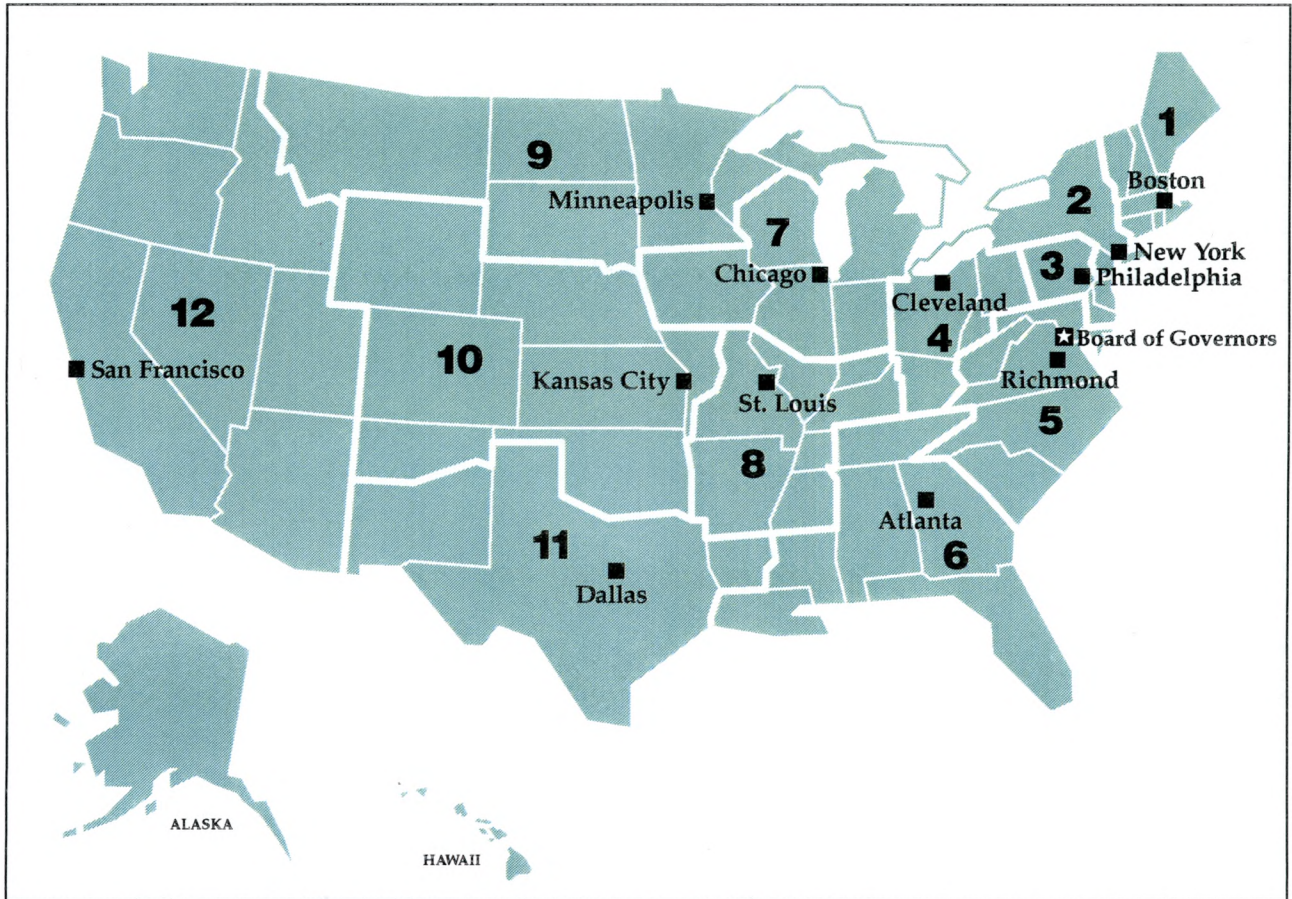 1
9
Boston
Minneapolis
2
7
New York
3
Philadelphia
Chicago
Cleveland
12
4
Board of Governors
10
San Francisco
Kansas City
Richmond
St. Louis
5
8
Atlanta
11
6
Dallas
ALASKA
HAWAII